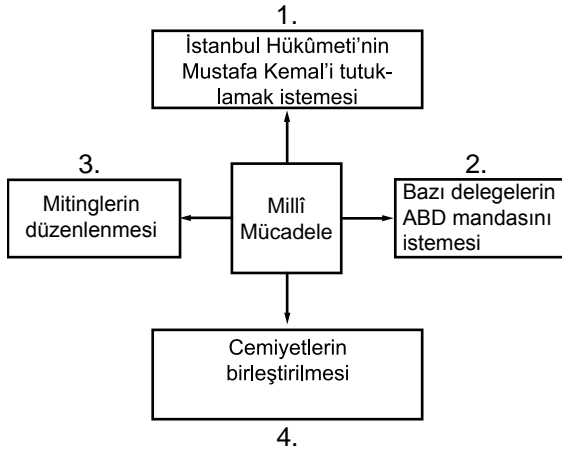 1.
İstanbul Hükûmeti’nin
Mustafa Kemal’i tutuk-
lamak istemesi
3.
Mitinglerin
düzenlenmesi
Millî
Mücadele
2.
Bazı delegelerin
ABD mandasını
istemesi
Cemiyetlerin
birleştirilmesi
4.